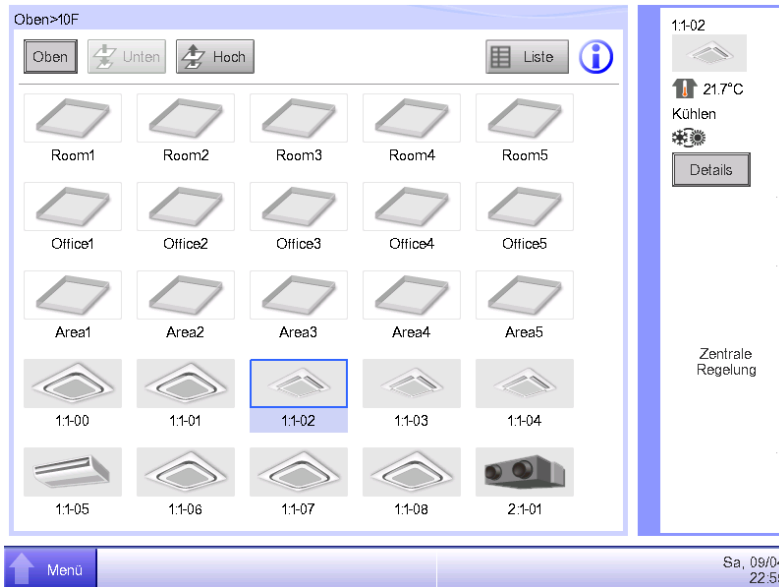 Oben>10F
Oben Unten Hoch Liste
Room1 Room2 Room3 Room4 Room5
Office1 Office2 Office3 Office4 Office5
Area1 Area2 Area3 Area4 Area5
1:1-00 1:1-01 1:1-02 1:1-03 1:1-04
1:1-05 1:1-06 1:1-07 1:1-08 2:1-01
1:1-02
21.7°C
Kühlen
Details
Zentrale
Regelung
Menü
Sa,